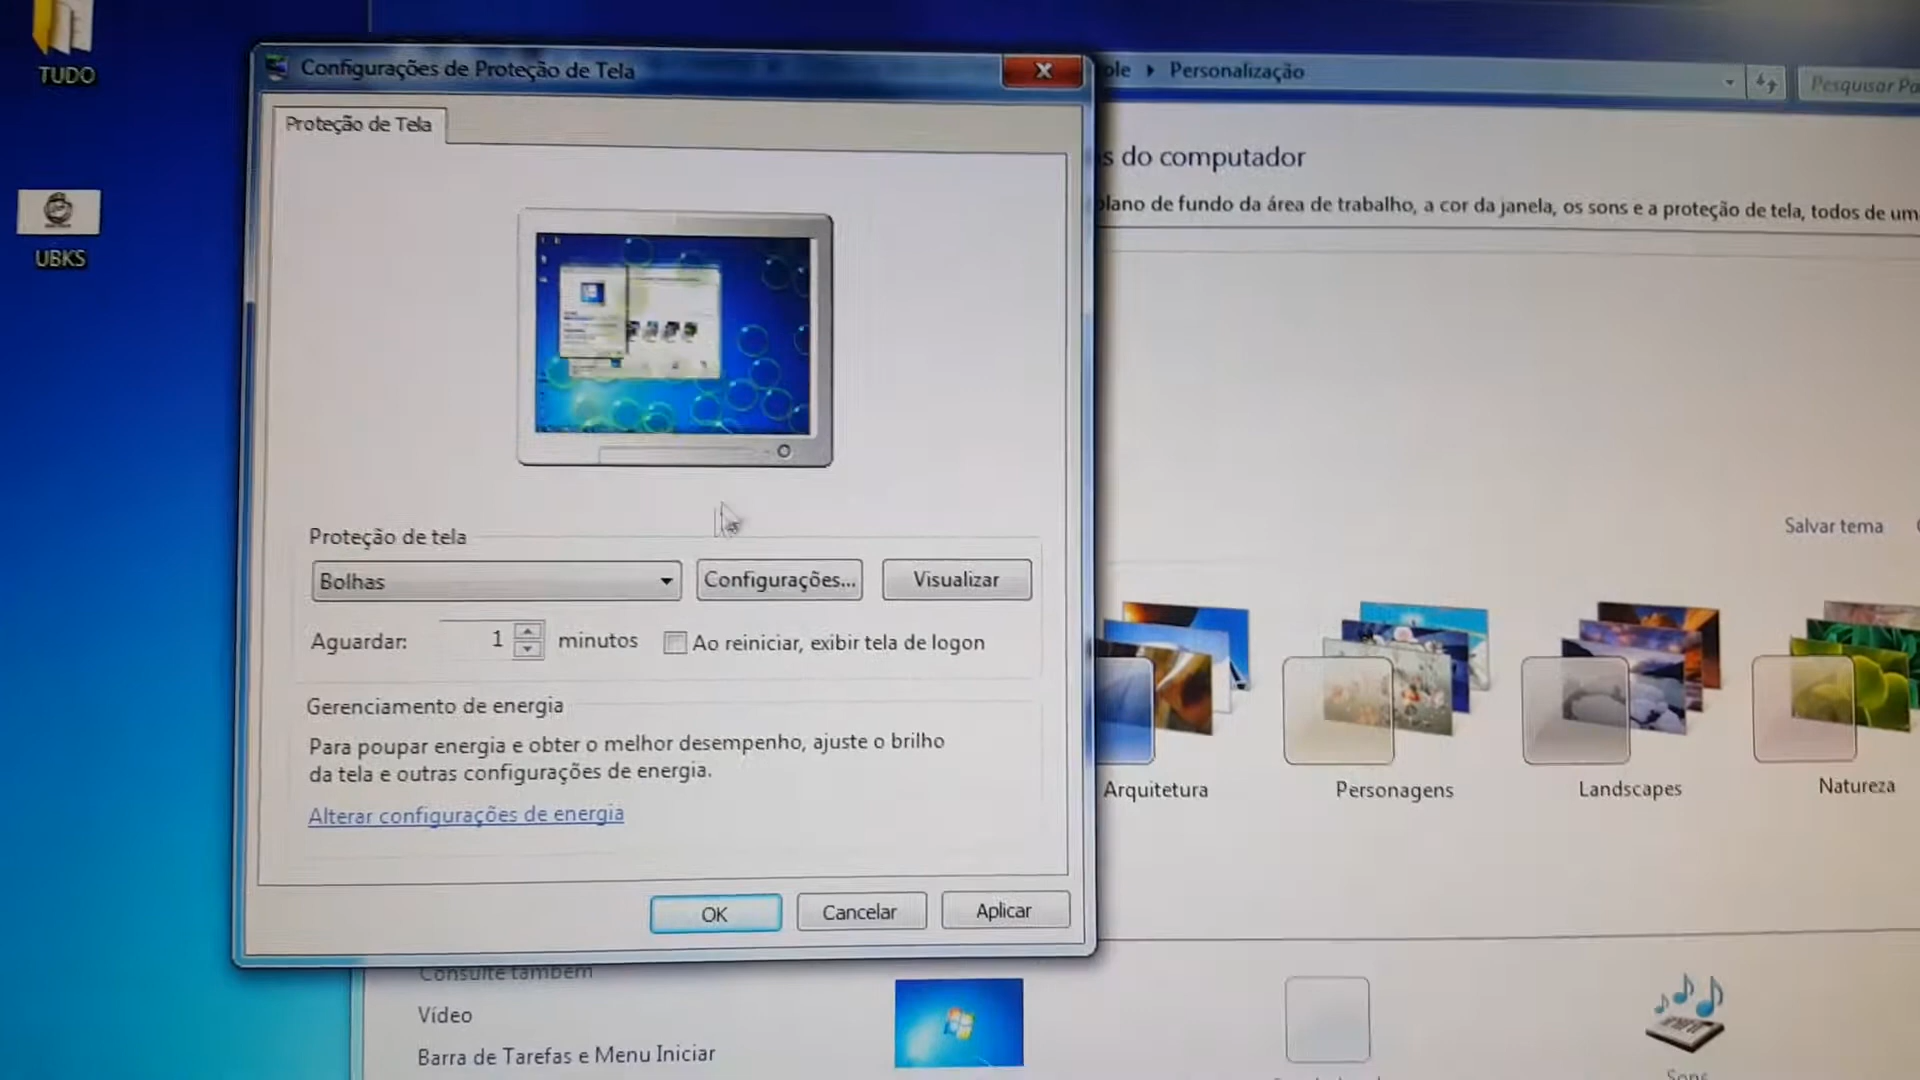 TUDO
UBKS
Configurações de Proteção de Tela
Proteção de Tela
Proteção de tela
Bolhas
Configurações...
Visualizar
Aguardar:
1
minutos
Ao reiniciar, exibir tela de logon
Gerenciamento de energia
Para poupar energia e obter o melhor desempenho, ajuste o brilho
da tela e outras configurações de energia.
Alterar configurações de energia
OK
Cancelar
Aplicar
Personalização
Pesquisar
s do computador
plano de fundo da área de trabalho, a cor da janela, os sons e a proteção de tela, todos de um
Salvar tema
Arquitetura
Personagens
Landscapes
Natureza
Consulte também
Vídeo
Barra de Tarefas e Menu Iniciar
Sons